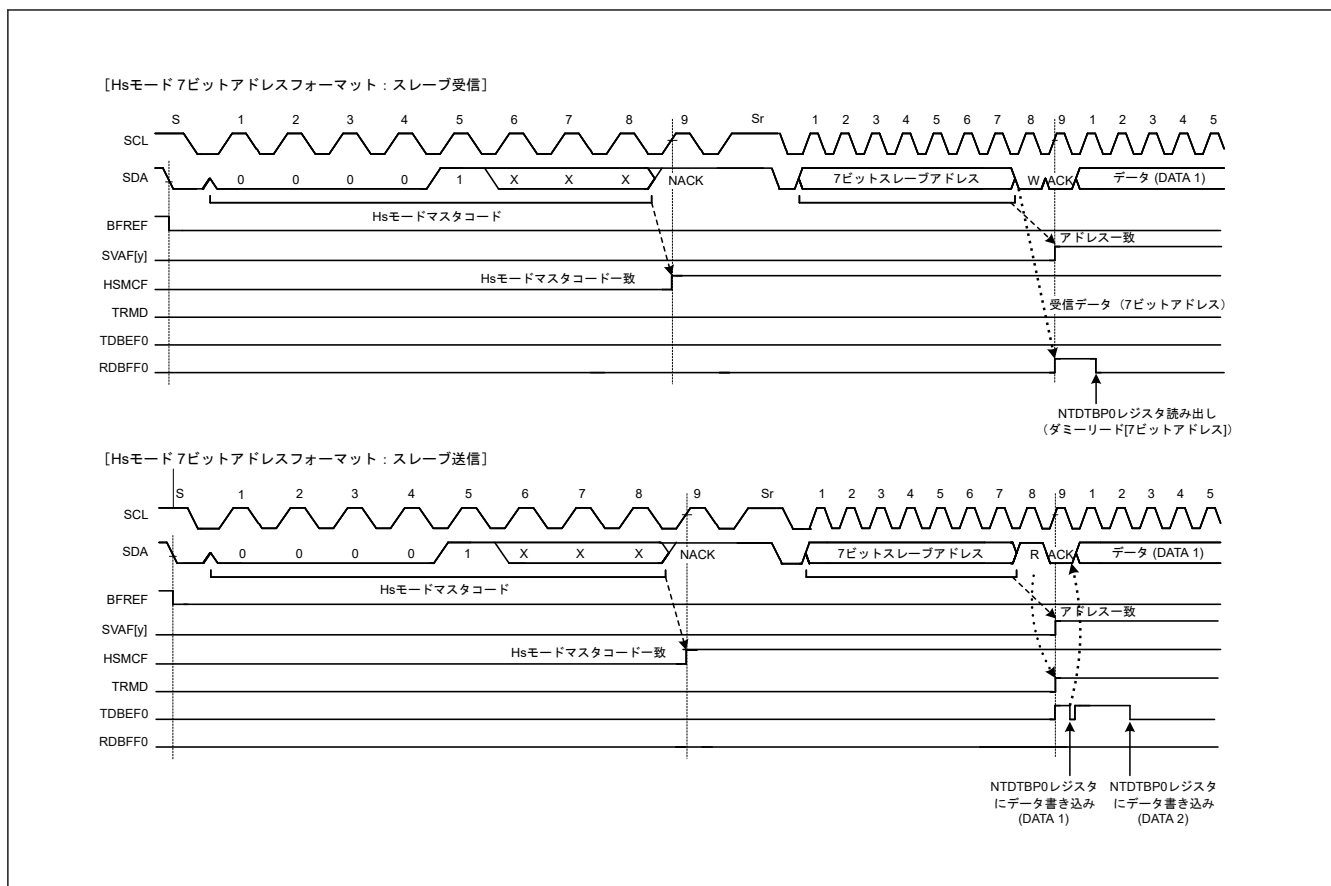 [Hsモード 7ビットアドレスフォーマット：スレーブ受信]
S 1 2 3 4 5 6 7 8 9 Sr 1 2 3 4 5 6 7 8 9 1 2 3 4 5
SCL
SDA 0 0 0 0 1 X X X NACK 7ビットスレーブアドレス W ACK データ (DATA 1)
Hsモードマスタコード
BFREF
アドレス一致
SVAF[y]
Hsモードマスタコード一致
HSMCF
受信データ（7ビットアドレス）
TRMD
TDBEF0
RDBFF0
NTDTBP0レジスタ読み出し
（ダミーリード[7ビットアドレス]）
[Hsモード 7ビットアドレスフォーマット：スレーブ送信]
S 1 2 3 4 5 6 7 8 9 Sr 1 2 3 4 5 6 7 8 9 1 2 3 4 5
SCL
SDA 0 0 0 0 1 X X X NACK 7ビットスレーブアドレス R ACK データ (DATA 1)
Hsモードマスタコード
BFREF
アドレス一致
SVAF[y]
Hsモードマスタコード一致
HSMCF
TRMD
TDBEF0
RDBFF0
NTDTBP0レジスタ
にデータ書き込み
(DATA 1)
NTDTBP0レジスタ
にデータ書き込み
(DATA 2)